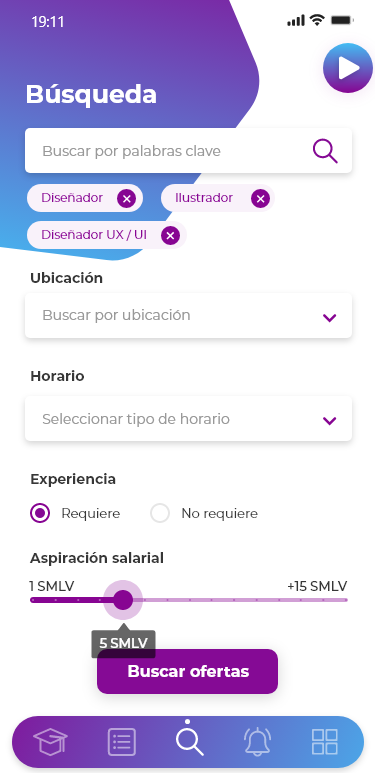 19:11
Búsqueda
Buscar por palabras clave
Diseñador
Ilustrador
Diseñador UX / UI
Ubicación
Buscar por ubicación
Horario
Seleccionar tipo de horario
Experiencia
Requiere
No requiere
Aspiración salarial
1 SMLV
+15 SMLV
5 SMLV
Buscar ofertas